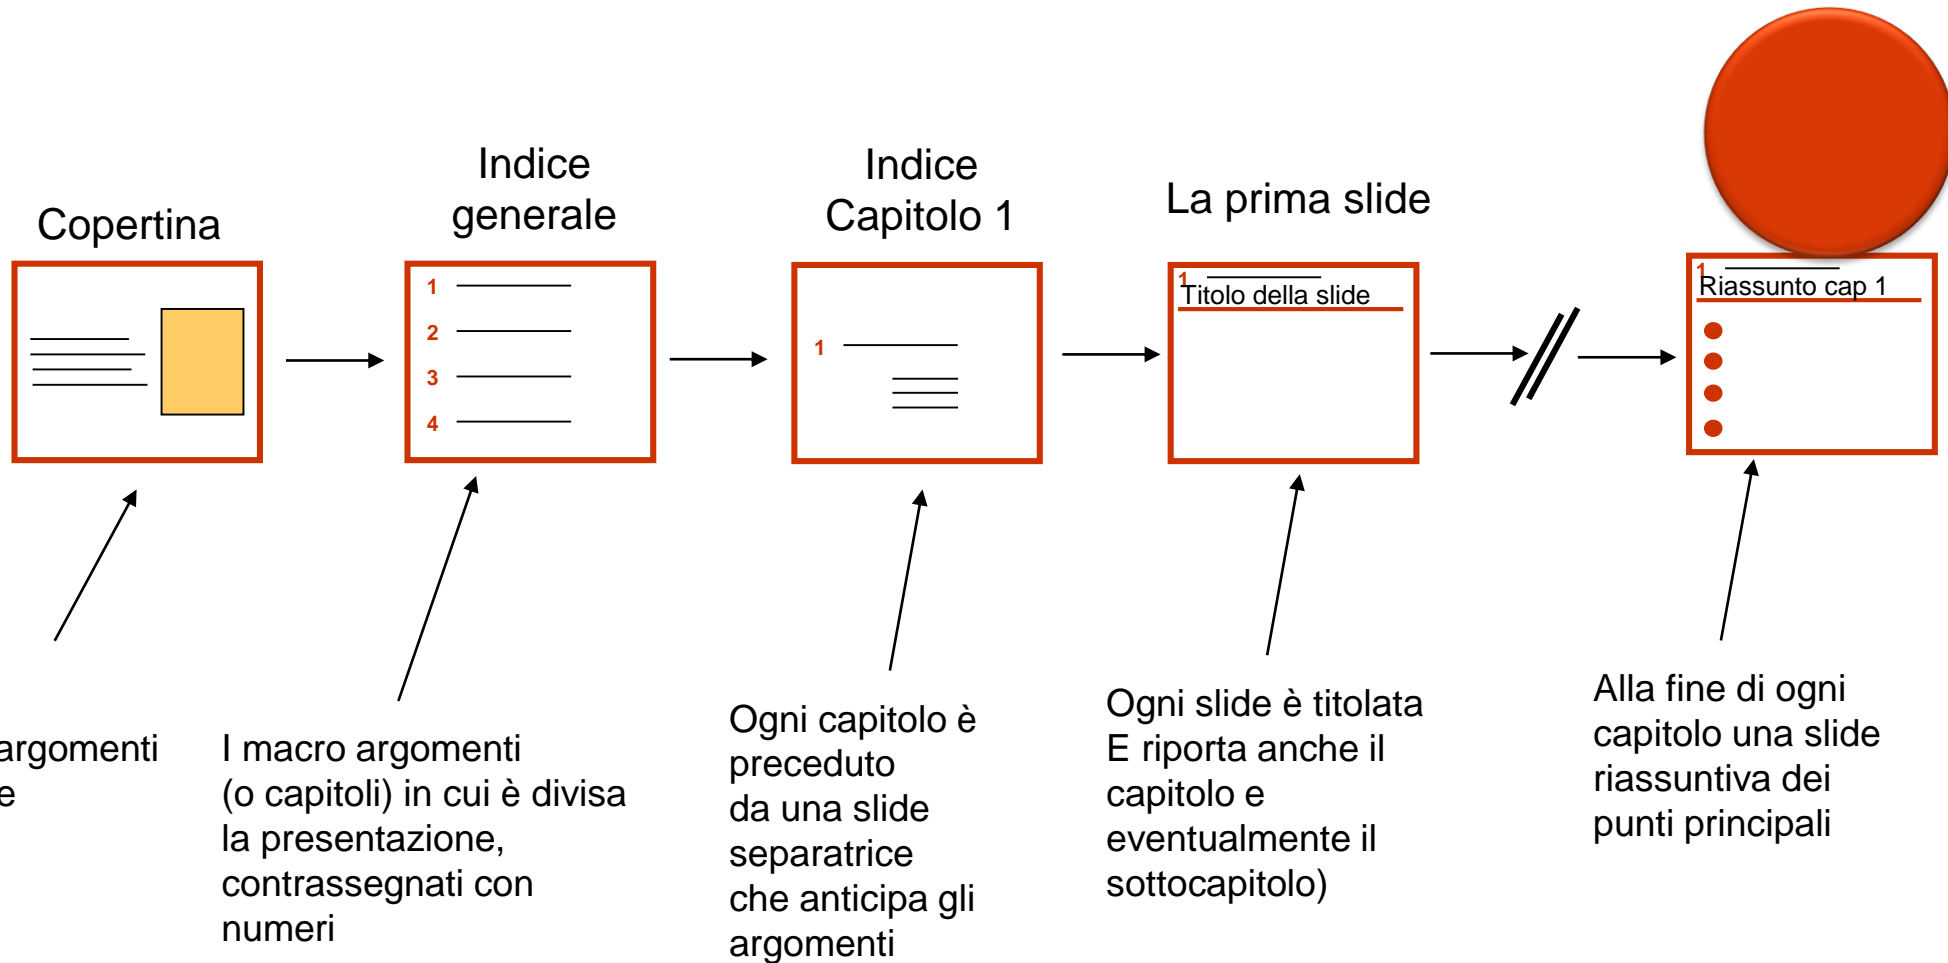 Copertina
Indice
generale
Indice
Capitolo 1
La prima slide
1
2
3
4
1
1
Titolo della slide
1
Riassunto cap 1
argomenti
e
I macro argomenti
(o capitoli) in cui è divisa
la presentazione,
contrassegnati con
numeri
Ogni capitolo è
preceduto
da una slide
separatrice
che anticipa gli
argomenti
Ogni slide è titolata
E riporta anche il
capitolo e
eventualmente il
sottocapitolo)
Alla fine di ogni
capitolo una slide
riassuntiva dei
punti principali